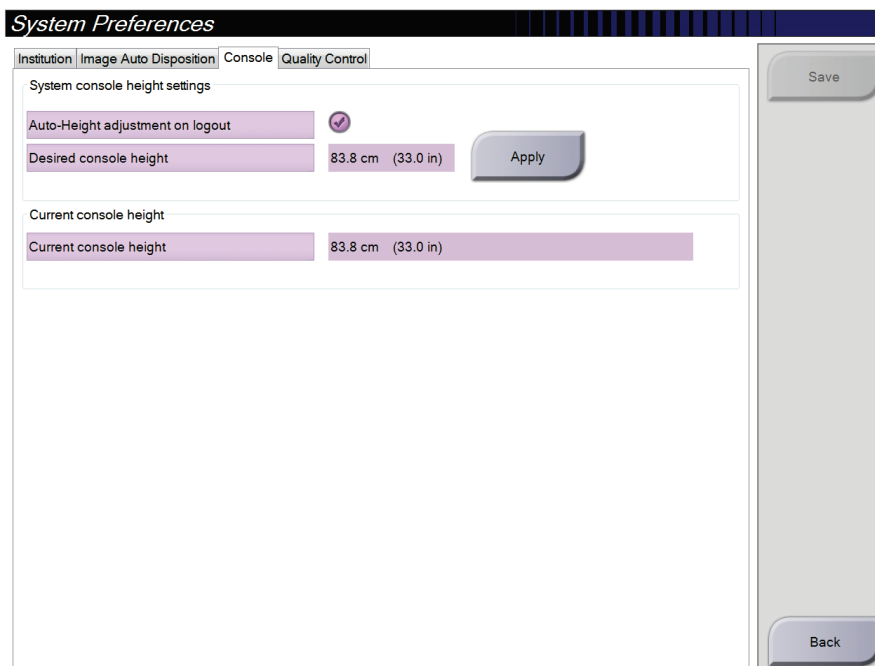 System Preferences
Institution Image Auto Disposition Console Quality Control
System console height settings
Auto-Height adjustment on logout
Desired console height 83.8 cm (33.0 in) Apply
Current console height
Current console height 83.8 cm (33.0 in)
Save
Back